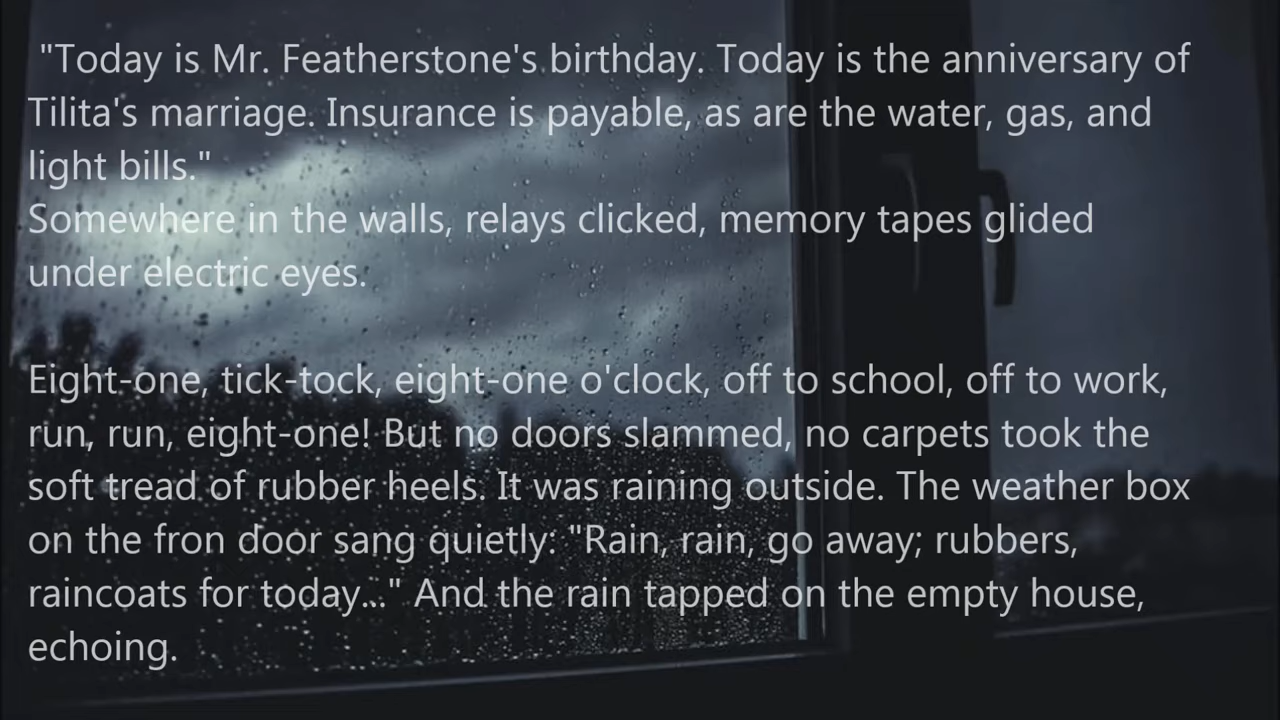 "Today is Mr. Featherstone's birthday. Today is the anniversary of
Tilita's marriage. Insurance is payable, as are the water, gas, and
light bills."
Somewhere in the walls, relays clicked, memory tapes glided
under electric eyes.
Eight-one, tick-tock, eight-one o'clock, off to school, off to work,
run, run, eight-one! But no doors slammed, no carpets took the
soft tread of rubber heels. It was raining outside. The weather box
on the fron door sang quietly: "Rain, rain, go away; rubbers,
raincoats for today..." And the rain tapped on the empty house,
echoing.